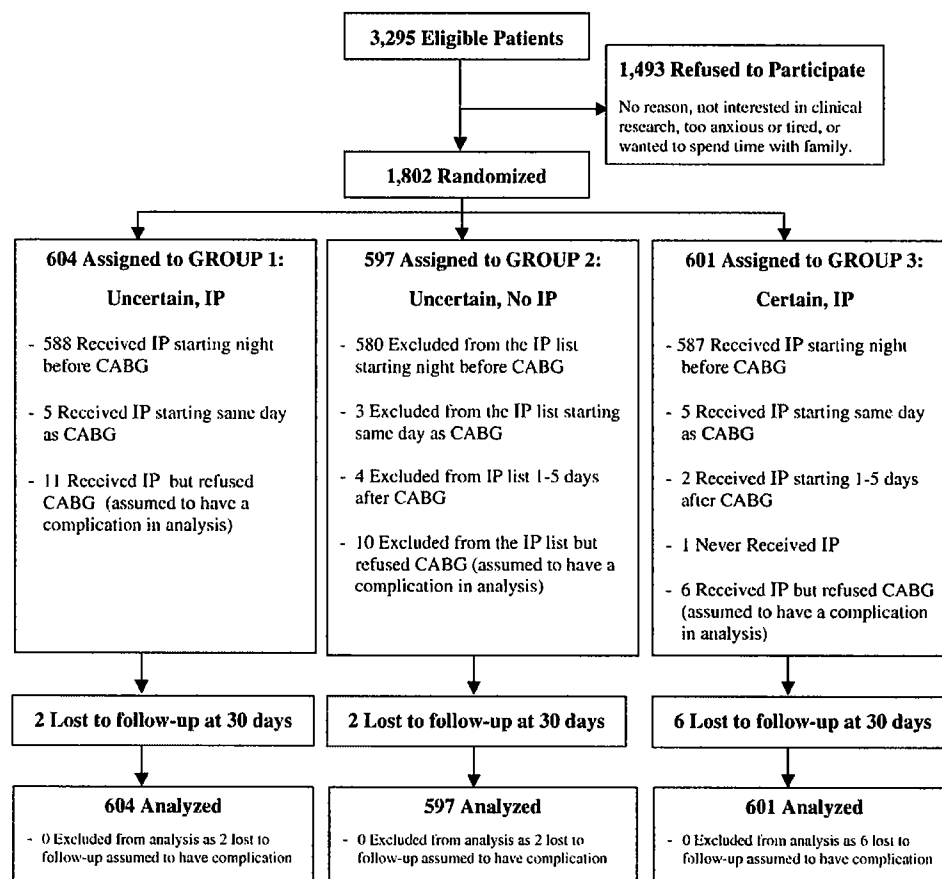 3,295 Eligible Patients
1,493 Refused to Participate
No reason, not interested in clinical
research, too anxious or tired, or
wanted to spend time with family.
1,802 Randomized
604 Assigned to GROUP 1:
Uncertain, IP
- 588 Received IP starting night
before CABG
- 5 Received IP starting same day
as CABG
- 11 Received IP but refused
CABG (assumed to have a
complication in analysis)
597 Assigned to GROUP 2:
Uncertain, No IP
- 580 Excluded from the IP list
starting night before CABG
- 3 Excluded from the IP list starting
same day as CABG
- 4 Excluded from IP list 1-5 days
after CABG
- 10 Excluded from the IP list but
refused CABG (assumed to have a
complication in analysis)
601 Assigned to GROUP 3:
Certain, IP
- 587 Received IP starting night
before CABG
- 5 Received IP starting same day
as CABG
- 2 Received IP starting 1-5 days
after CABG
- 1 Never Received IP
- 6 Received IP but refused CABG
(assumed to have a complication
in analysis)
2 Lost to follow-up at 30 days
2 Lost to follow-up at 30 days
6 Lost to follow-up at 30 days
604 Analyzed
- 0 Excluded from analysis as 2 lost to
follow-up assumed to have complication
597 Analyzed
- 0 Excluded from analysis as 2 lost to
follow-up assumed to have complication
601 Analyzed
- 0 Excluded from analysis as 6 lost to
follow-up assumed to have complication